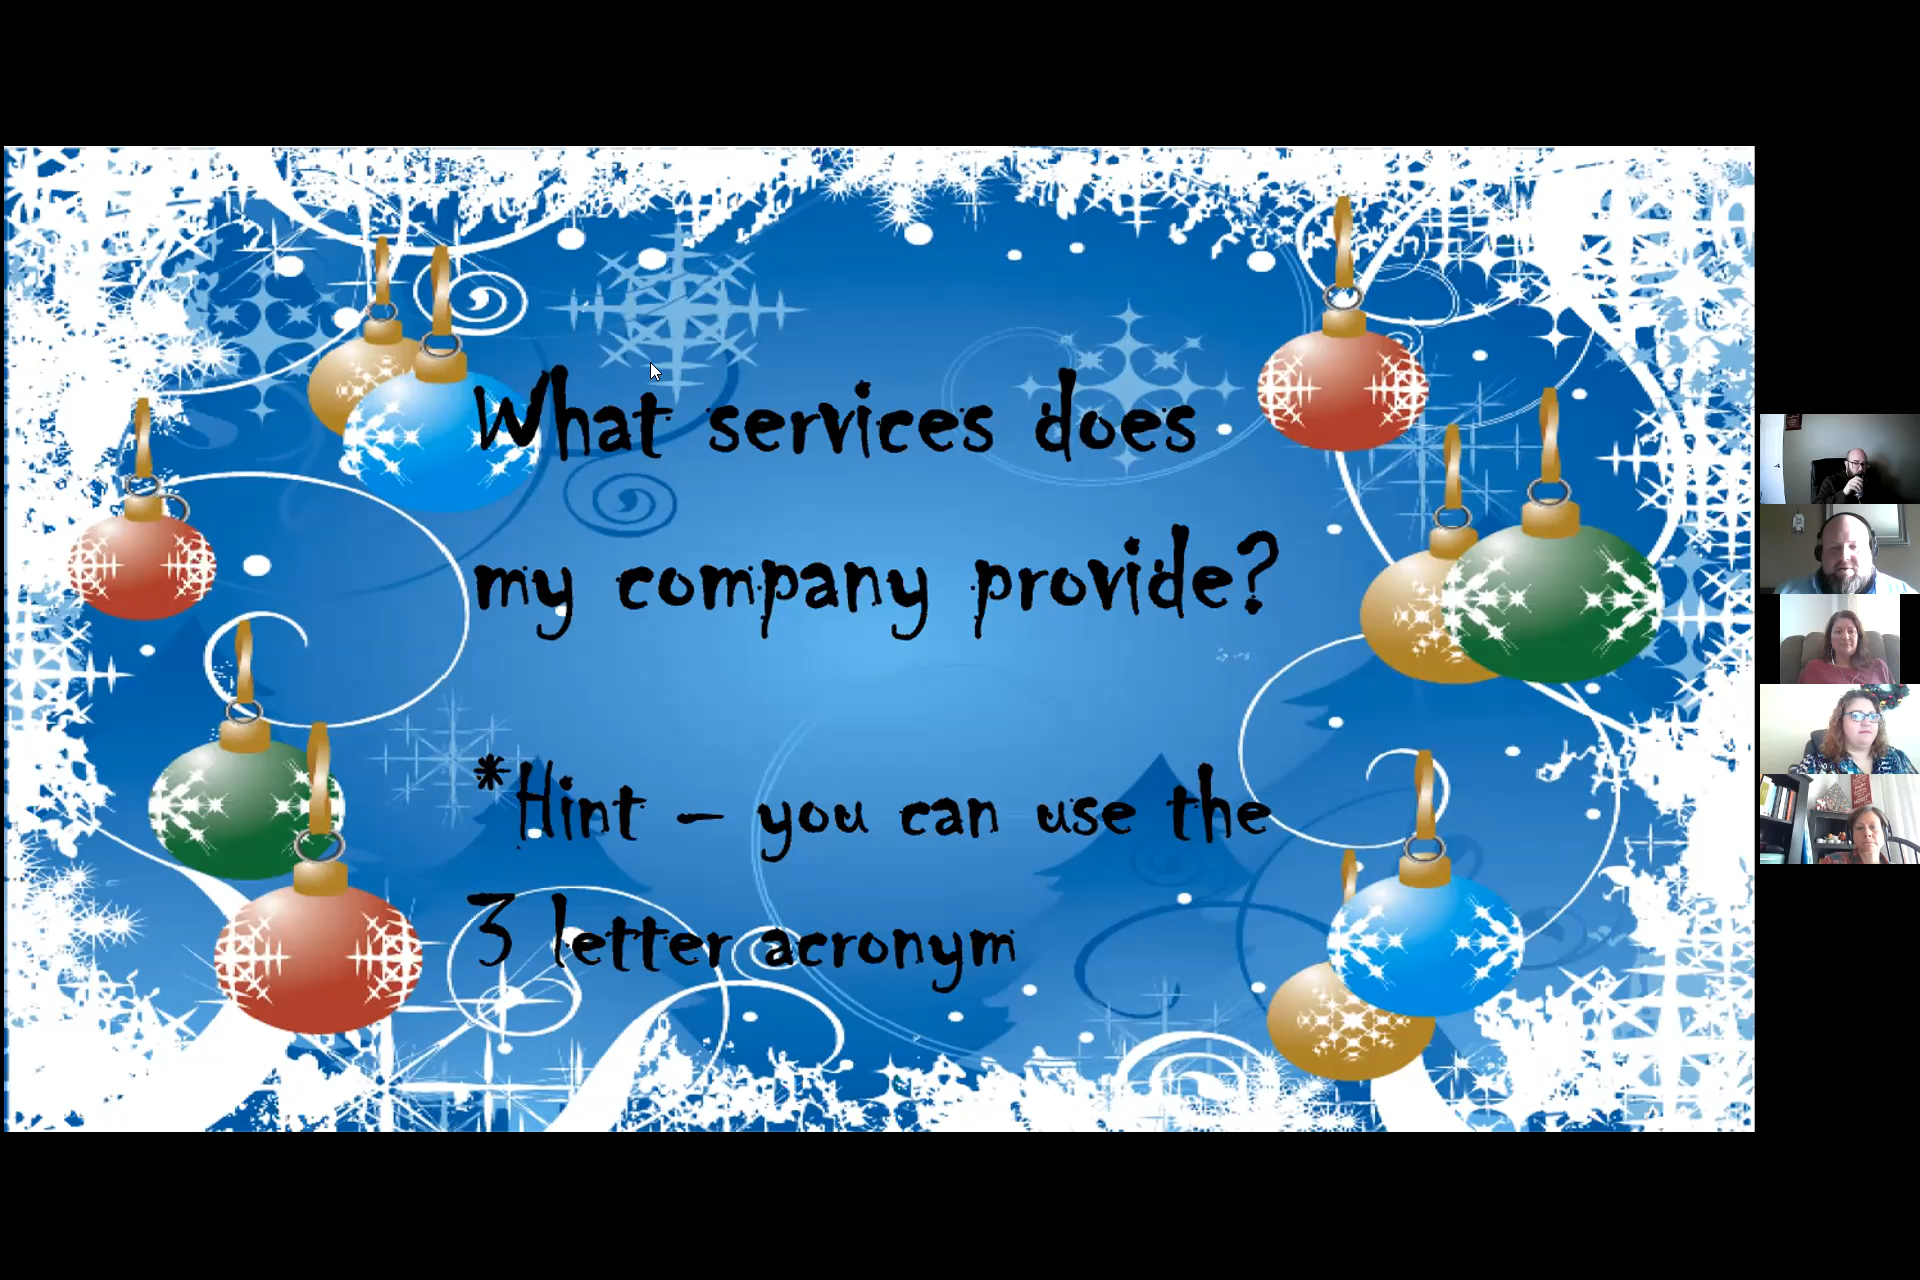 What services does
my company provide?
*Hint – you can use the
3 letter acronym